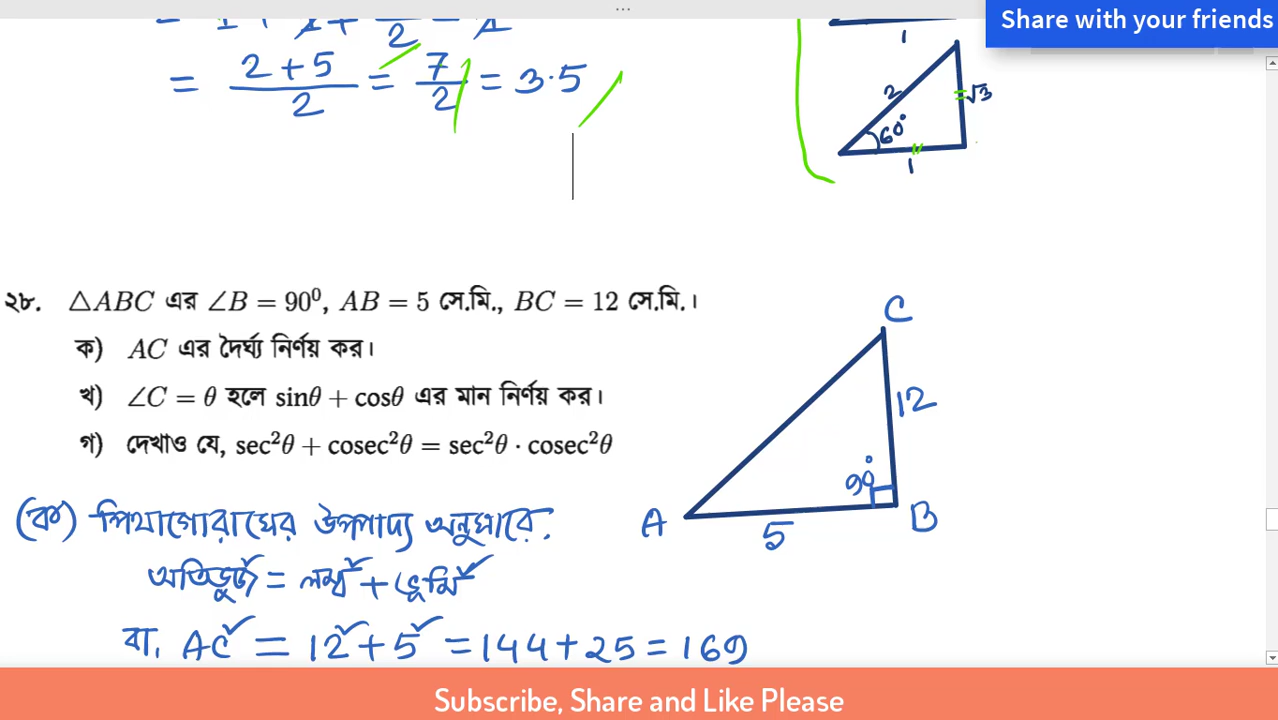 Share with your friends
= 2 + 5 / 2 = 7 / 2 = 3.5
1
2
√3
60°
1
২৮. △ABC এর ∠B = 90⁰, AB = 5 সে.মি., BC = 12 সে.মি.।
ক) AC এর দৈর্ঘ্য নির্ণয় কর।
খ) ∠C = θ হলে sinθ + cosθ এর মান নির্ণয় কর।
গ) দেখাও যে, sec²θ + cosec²θ = sec²θ · cosec²θ
C
12
90°
A
B
5
(ক) পিথাগোরাসের উপপাদ্য অনুসারে.
অতিভুজ² = লম্ব² + ভূমি²
বা, AC² = 12² + 5² = 144 + 25 = 169
Subscribe, Share and Like Please